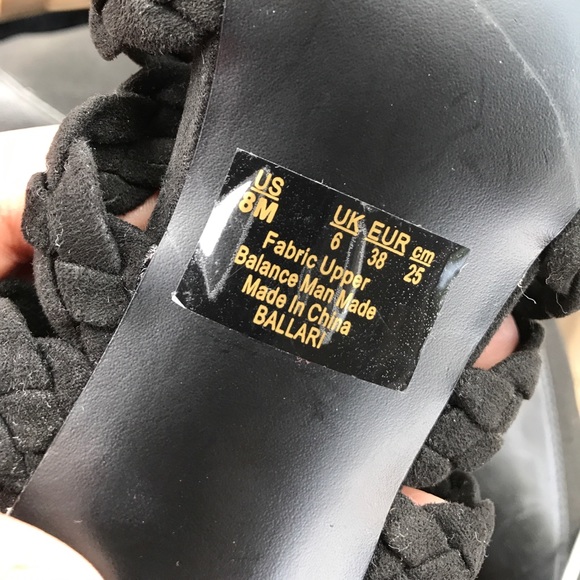 US UK EUR cm
8M 6 38 25
Fabric Upper
Balance Man Made
Made In China
BALLARI